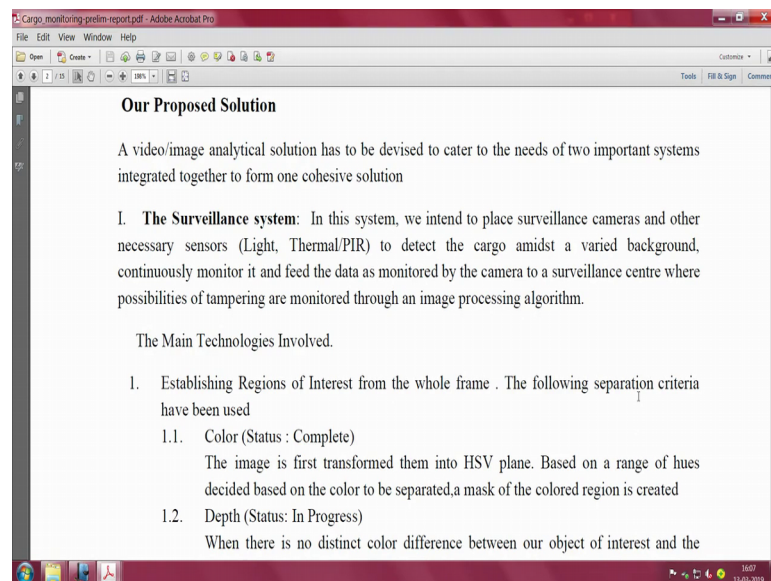 Cargo_monitoring-prelim-report.pdf - Adobe Acrobat Pro
File Edit View Window Help
Open Create Customize
2 / 15 198% Tools Fill & Sign Commen
Our Proposed Solution
A video/image analytical solution has to be devised to cater to the needs of two important systems
integrated together to form one cohesive solution
I. The Surveillance system: In this system, we intend to place surveillance cameras and other
necessary sensors (Light, Thermal/PIR) to detect the cargo amidst a varied background,
continuously monitor it and feed the data as monitored by the camera to a surveillance centre where
possibilities of tampering are monitored through an image processing algorithm.
The Main Technologies Involved.
1. Establishing Regions of Interest from the whole frame . The following separation criteria
have been used
1.1. Color (Status : Complete)
The image is first transformed them into HSV plane. Based on a range of hues
decided based on the color to be separated,a mask of the colored region is created
1.2. Depth (Status: In Progress)
When there is no distinct color difference between our object of interest and the
16:07
13-03-2019